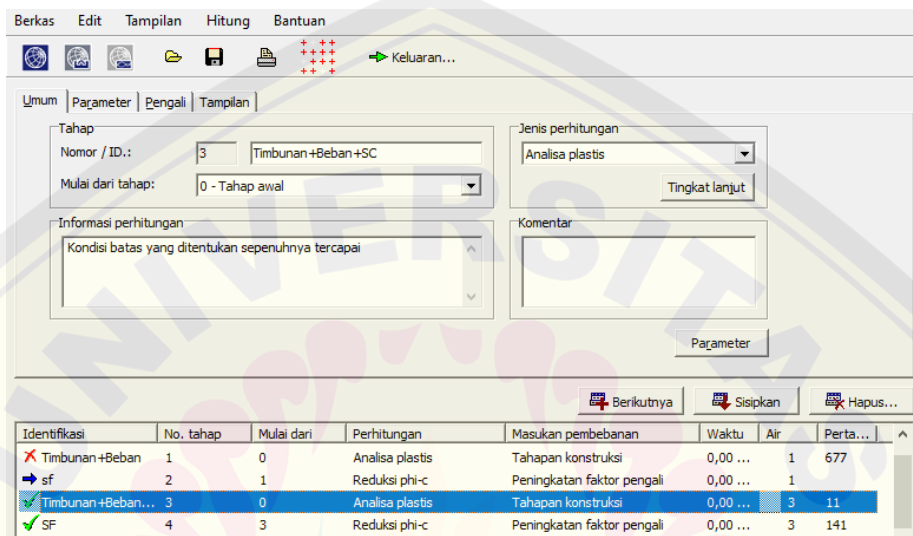 Berkas Edit Tampilan Hitung Bantuan
Keluaran...
Umum Parameter Pengali Tampilan
Tahap
Nomor / ID.: 3 Timbunan+Beban+SC
Mulai dari tahap: 0 - Tahap awal
Jenis perhitungan
Analisa plastis
Tingkat lanjut
Informasi perhitungan
Kondisi batas yang ditentukan sepenuhnya tercapai
Komentar
Parameter
Berikutnya Sisipkan Hapus...
Identifikasi No. tahap Mulai dari Perhitungan Masukan pembebanan Waktu Air Perta...
Timbunan+Beban 1 0 Analisa plastis Tahapan konstruksi 0,00 ... 1 677
sf 2 1 Reduksi phi-c Peningkatan faktor pengali 0,00 ... 1
Timbunan+Beban... 3 0 Analisa plastis Tahapan konstruksi 0,00 ... 3 11
SF 4 3 Reduksi phi-c Peningkatan faktor pengali 0,00 ... 3 141
UNIVERSITAS